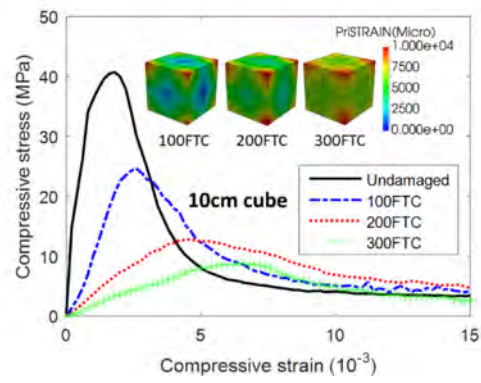 PriSTRAIN(Micro)
1.000e+04
7500
5000
2500
0.000e+00
100FTC 200FTC 300FTC
10cm cube
Undamaged
100FTC
200FTC
300FTC
Compressive stress (MPa)
50
40
30
20
10
0
0 5 10 15
Compressive strain (10⁻³)